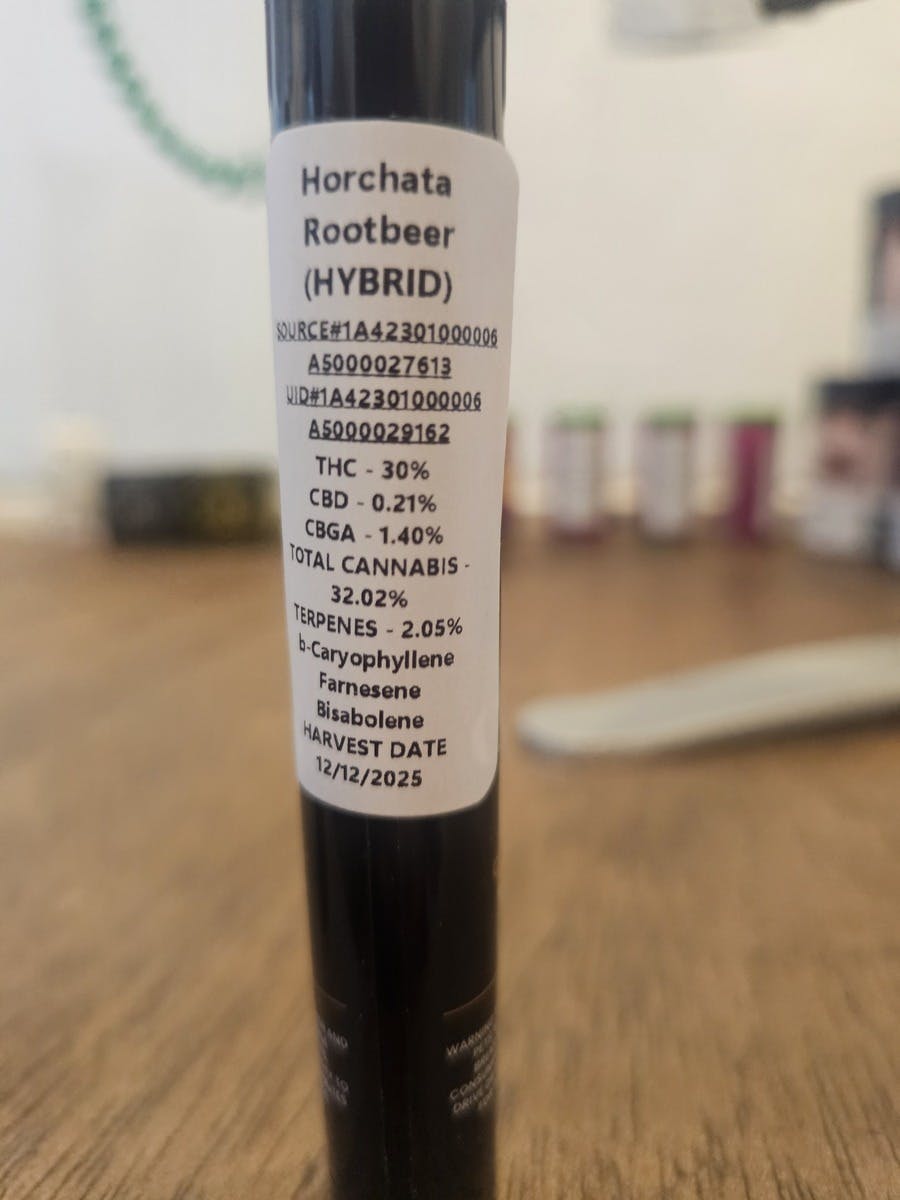 Horchata
Rootbeer
(HYBRID)
SOURCE#1A42301000006
A5000027613
UID#1A42301000006
A5000029162
THC - 30%
CBD - 0.21%
CBGA - 1.40%
TOTAL CANNABIS -
32.02%
TERPENES - 2.05%
b-Caryophyllene
Farnesene
Bisabolene
HARVEST DATE
12/12/2025